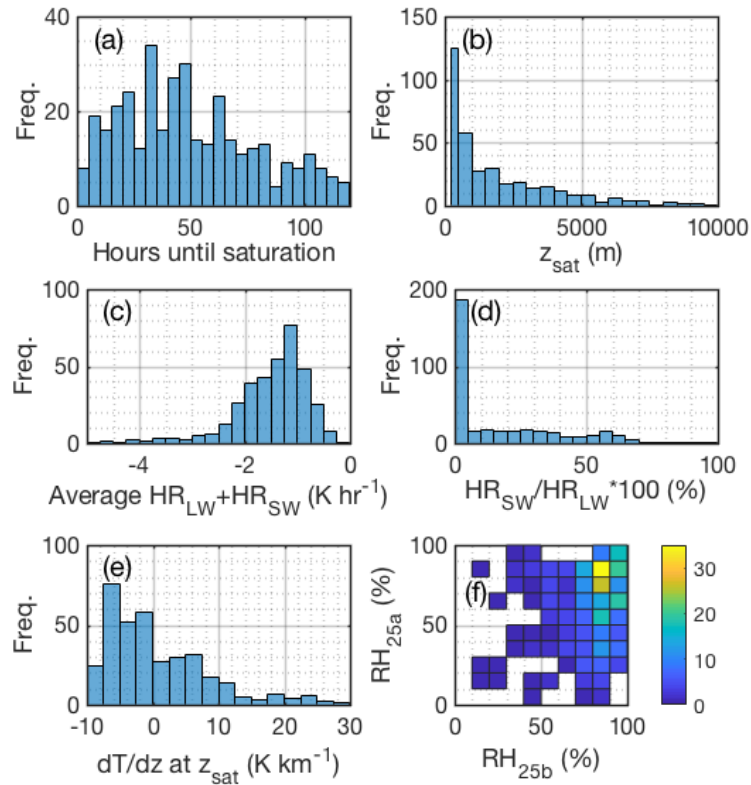 40
20
0
Freq.
(a)
0 50 100
Hours until saturation
150
100
50
0
Freq.
(b)
0 5000 10000
z_sat (m)
100
50
0
Freq.
(c)
-4 -2 0
Average HR_LW+HR_SW (K hr^-1)
200
100
0
Freq.
(d)
0 50 100
HR_SW/HR_LW*100 (%)
100
50
0
Freq.
(e)
-10 0 10 20 30
dT/dz at z_sat (K km^-1)
100
50
0
RH_25a (%)
(f)
0 50 100
RH_25b (%)
30
20
10
0